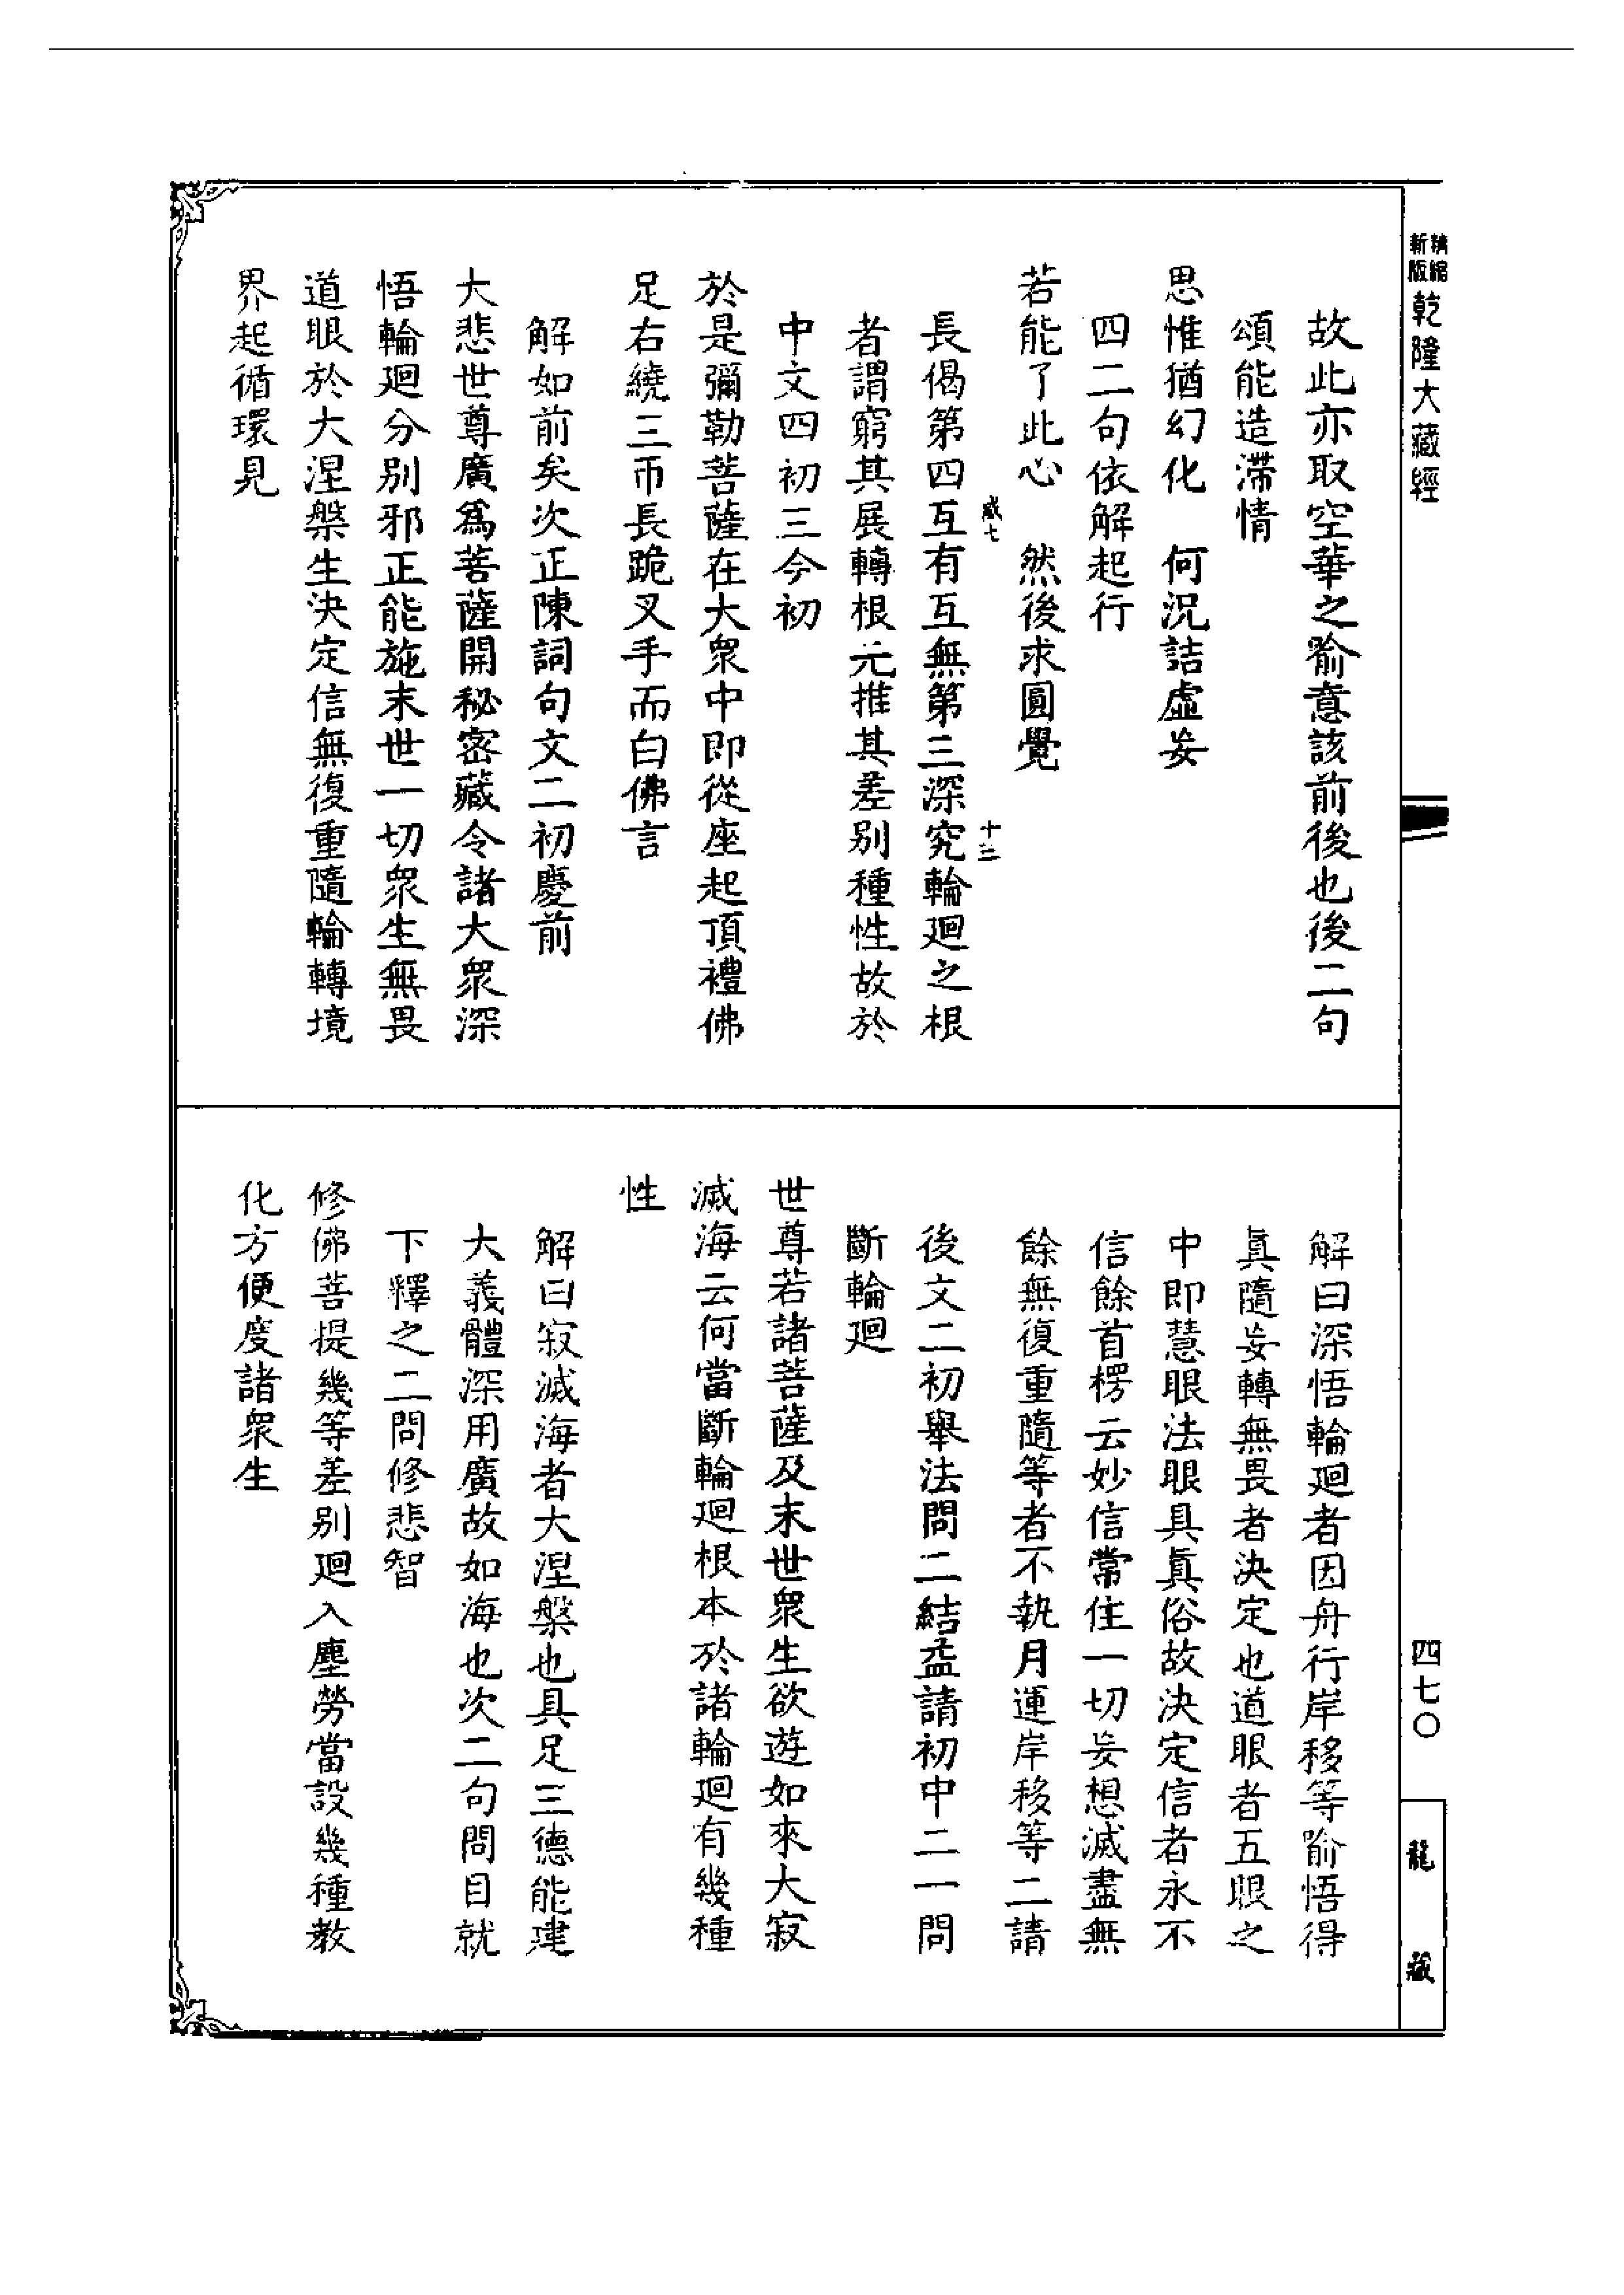 精縮
新版
乾隆大藏經
四七〇
龍藏
故此亦取空華之喻意該前後也後二句
頌能造滯情
思惟猶幻化　何況詰虛妄
四二句依解起行
若能了此心　然後求圓覺
咸七
十三
長偈第四互有互無第三深究輪廻之根
者謂窮其展轉根元推其差别種性故於
中文四初三今初
於是彌勒菩薩在大眾中即從座起頂禮佛
足右繞三帀長跪叉手而白佛言
解如前矣次正陳詞句文二初慶前
大悲世尊廣爲菩薩開秘密藏令諸大眾深
悟輪廻分别邪正能施末世一切眾生無畏
道眼於大涅槃生決定信無復重隨輪轉境
界起循環見
解曰深悟輪廻者因舟行岸移等喻悟得
眞隨妄轉無畏者決定也道眼者五眼之
中即慧眼法眼具眞俗故決定信者永不
信餘首楞云妙信常住一切妄想滅盡無
餘無復重隨等者不執月運岸移等二請
後文二初舉法問二結益請初中二一問
斷輪廻
世尊若諸菩薩及末世眾生欲遊如來大寂
滅海云何當斷輪廻根本於諸輪廻有幾種
性
解曰寂滅海者大涅槃也具足三德能建
大義體深用廣故如海也次二句問目就
下釋之二問修悲智
修佛菩提幾等差别廻入塵勞當設幾種教
化方便度諸眾生